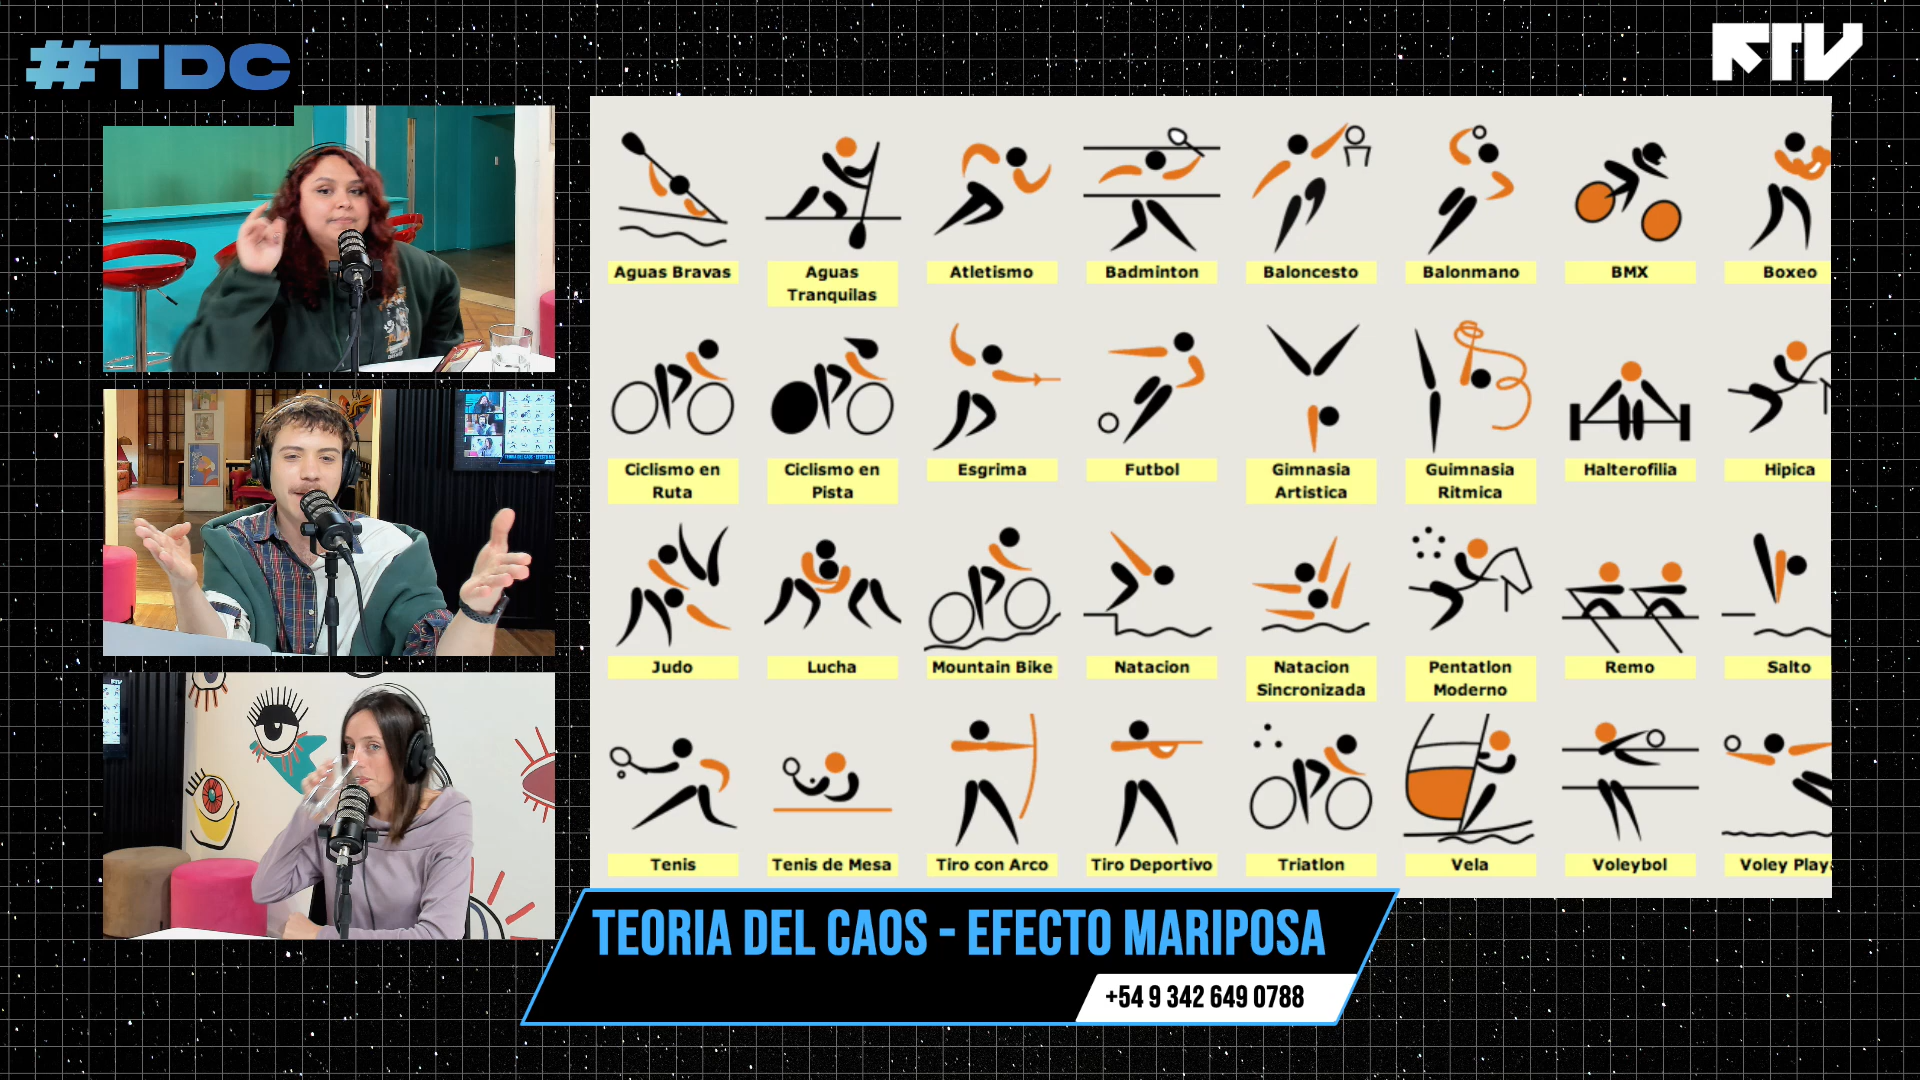 #TDC
RTV
Aguas Bravas
Aguas
Tranquilas
Atletismo
Badminton
Baloncesto
Balonmano
BMX
Boxeo
Ciclismo en
Ruta
Ciclismo en
Pista
Esgrima
Futbol
Gimnasia
Artistica
Guimnasia
Ritmica
Halterofilia
Hipica
Judo
Lucha
Mountain Bike
Natacion
Natacion
Sincronizada
Pentatlon
Moderno
Remo
Salto
Tenis
Tenis de Mesa
Tiro con Arco
Tiro Deportivo
Triatlon
Vela
Voleybol
Voley Play
TEORIA DEL CAOS - EFECTO MARIPOSA
+54 9 342 649 0788